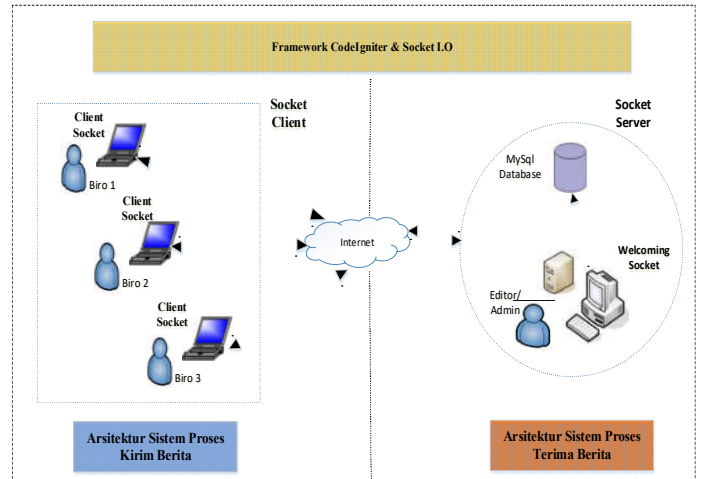 Framework CodeIgniter & Socket I.O
Socket
Client
Client
Socket
Biro 1
Client
Socket
Biro 2
Client
Socket
Biro 3
Internet
Socket
Server
MySql
Database
Welcoming
Socket
Editor/
Admin
Arsitektur Sistem Proses
Kirim Berita
Arsitektur Sistem Proses
Terima Berita